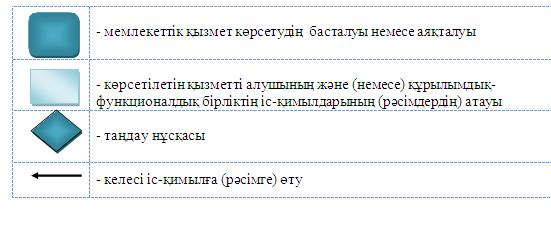 - мемлекеттік қызмет көрсетудің басталуы немесе аяқталуы
- көрсетілетін қызметті алушының және (немесе) құрылымдық-
функционалдық бірліктің іс-қимылдарының (рәсімдердің) атауы
- таңдау нұсқасы
- келесі іс-қимылға (рәсімге) өту